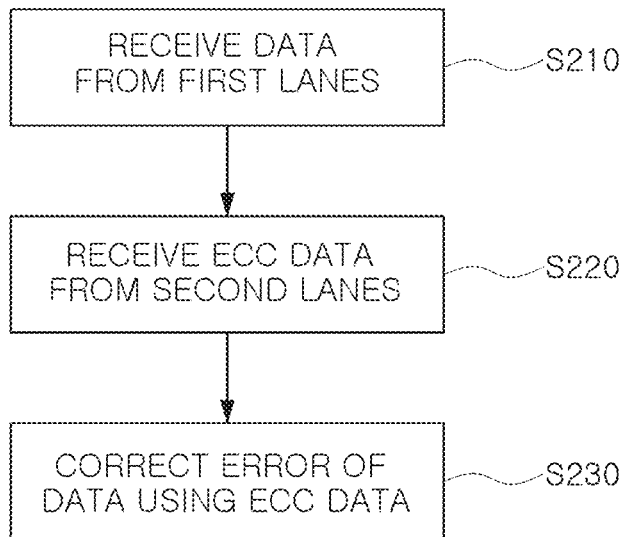 RECEIVE DATA
FROM FIRST LANES
S210
RECEIVE ECC DATA
FROM SECOND LANES
S220
CORRECT ERROR OF
DATA USING ECC DATA
S230